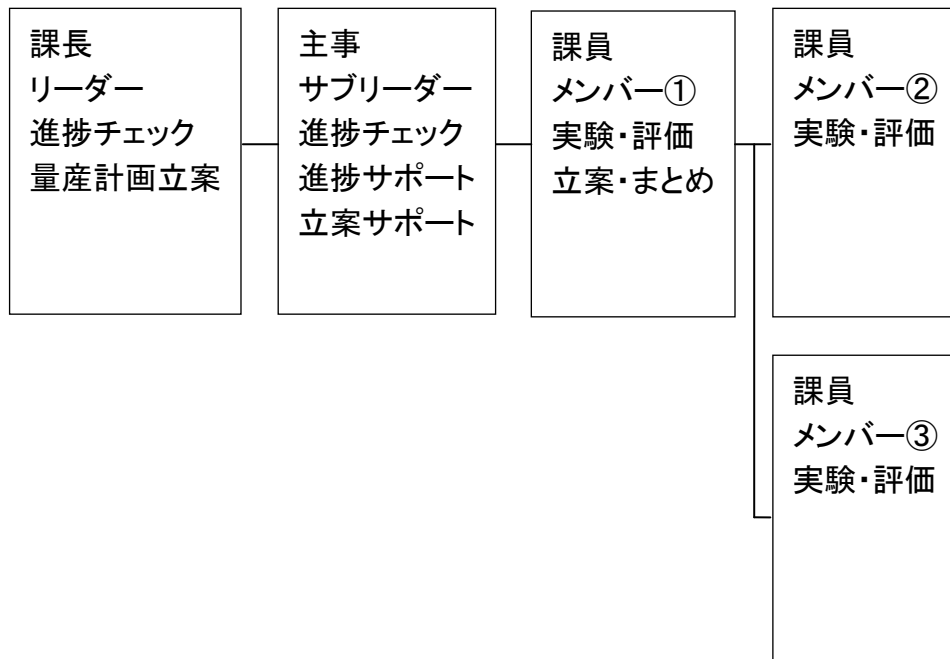 課長
リーダー
進捗チェック
量産計画立案
主事
サブリーダー
進捗チェック
進捗サポート
立案サポート
課員
メンバー①
実験・評価
立案・まとめ
課員
メンバー②
実験・評価
課員
メンバー③
実験・評価